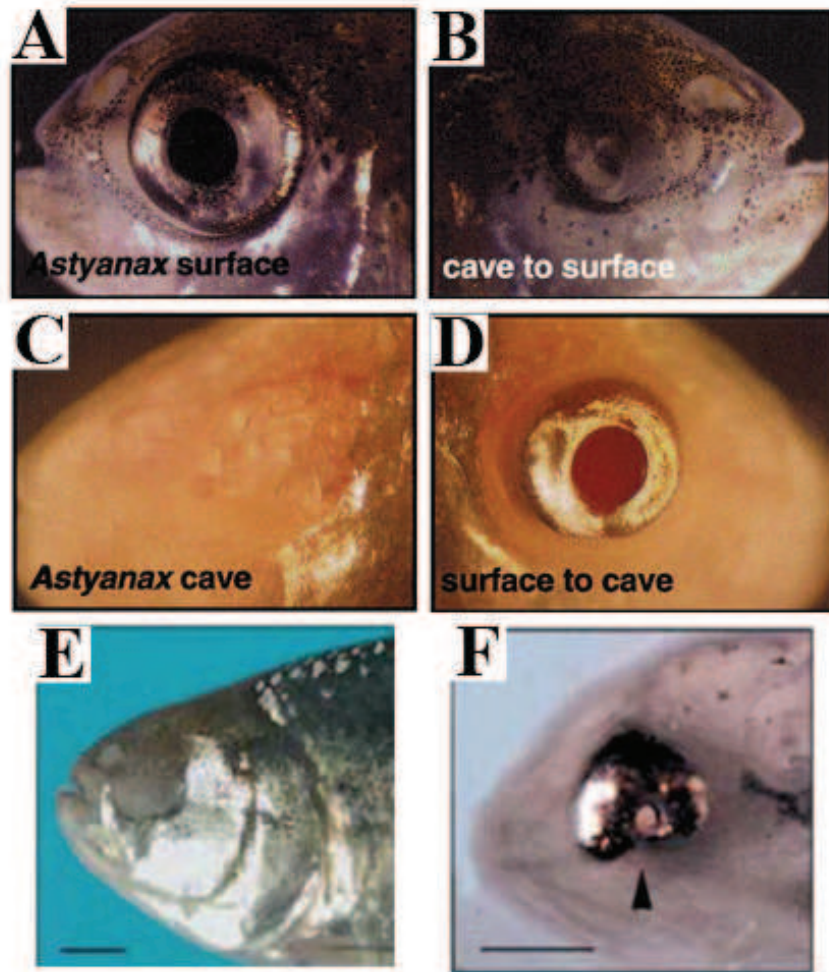 A
B
Astyanax surface
cave to surface
C
D
Astyanax cave
surface to cave
E
F